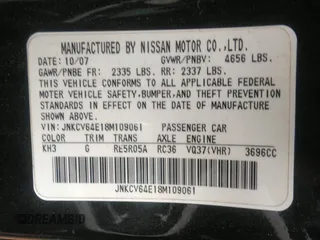 MANUFACTURED BY NISSAN MOTOR CO.,LTD.
DATE: 10/07 GVWR/PNBV: 4656 LBS.
GAWR/PNBE FR: 2335 LBS. RR: 2337 LBS.
THIS VEHICLE CONFORMS TO ALL APPLICABLE FEDERAL
MOTOR VEHICLE SAFETY, BUMPER, AND THEFT PREVENTION
STANDARDS IN EFFECT ON THE DATE OF MANUFACTURE
SHOWN ABOVE.
VIN: JNKCV64E18M109061 PASSENGER CAR
COLOR TRIM TRANS AXLE ENGINE
KH3 G RE5R05A RC36 VQ37(VHR) 3696CC
JNKCV64E18M109061